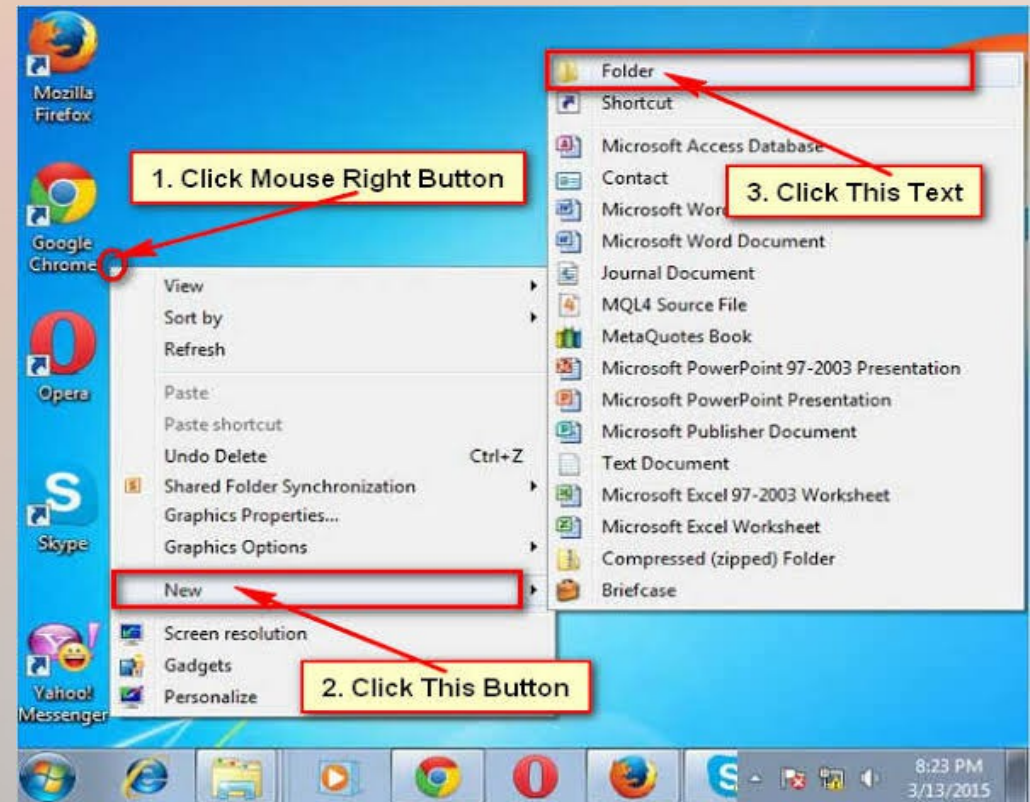 Mozilla
Firefox
Google
Chrome
Opera
Skype
Yahoo!
Messenger
1. Click Mouse Right Button
View
Sort by
Refresh
Paste
Paste shortcut
Undo Delete Ctrl+Z
Shared Folder Synchronization
Graphics Properties...
Graphics Options
New
Screen resolution
Gadgets
Personalize
2. Click This Button
Folder
Shortcut
Microsoft Access Database
Contact
3. Click This Text
Microsoft Word
Microsoft Word Document
Journal Document
MQL4 Source File
MetaQuotes Book
Microsoft PowerPoint 97-2003 Presentation
Microsoft PowerPoint Presentation
Microsoft Publisher Document
Text Document
Microsoft Excel 97-2003 Worksheet
Microsoft Excel Worksheet
Compressed (zipped) Folder
Briefcase
8:23 PM
3/13/2015